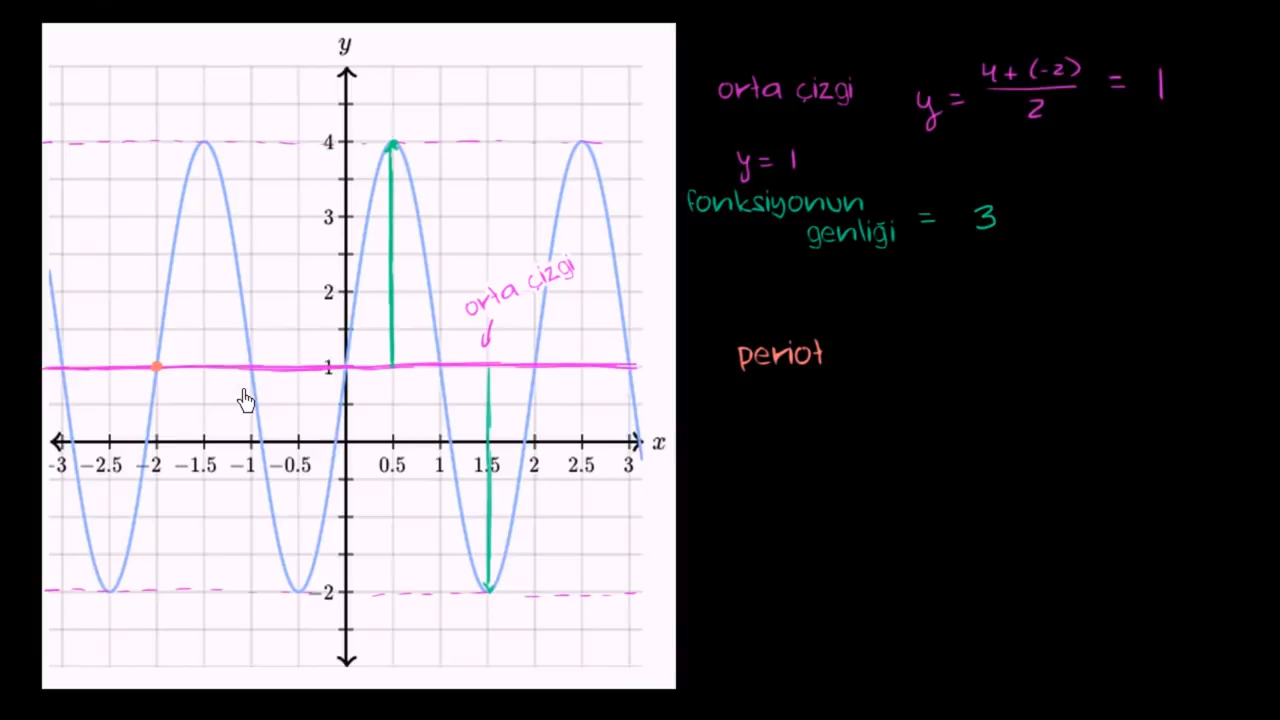 y
4
3
2
1
-2
-3 -2.5 -2 -1.5 -1 -0.5 0.5 1 1.5 2 2.5 3 x
orta çizgi
orta çizgi y = 4 + (-2) / 2 = 1
y = 1
fonksiyonun
genliği = 3
periot